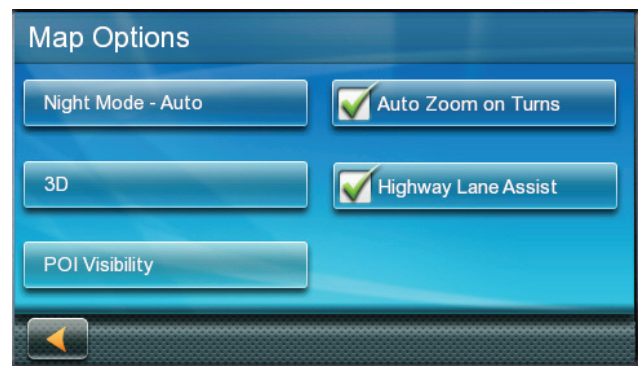 Map Options
Night Mode - Auto
Auto Zoom on Turns
3D
Highway Lane Assist
POI Visibility